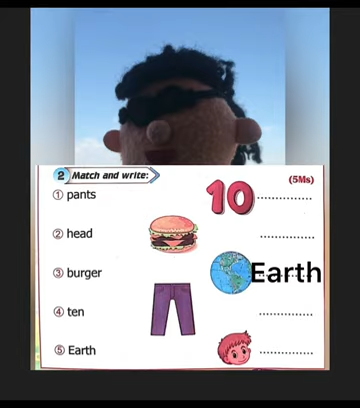 2 Match and write:
(5Ms)
① pants
10
② head
③ burger
Earth
④ ten
⑤ Earth